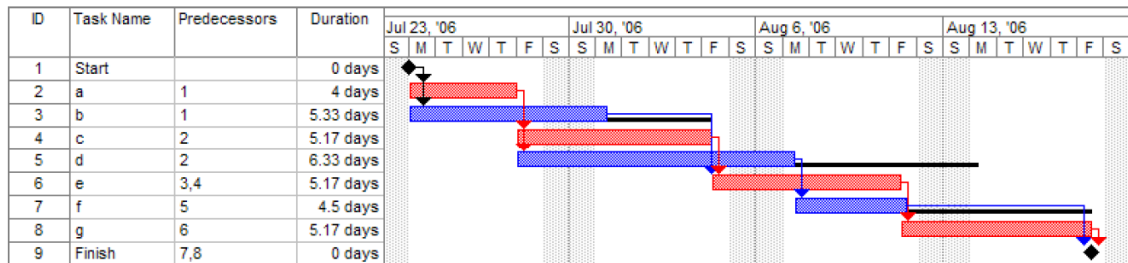 ID Task Name Predecessors Duration
Jul 23, '06 Jul 30, '06 Aug 6, '06 Aug 13, '06
S M T W T F S S M T W T F S S M T W T F S S M T W T F S
1 Start 0 days
2 a 1 4 days
3 b 1 5.33 days
4 c 2 5.17 days
5 d 2 6.33 days
6 e 3,4 5.17 days
7 f 5 4.5 days
8 g 6 5.17 days
9 Finish 7,8 0 days